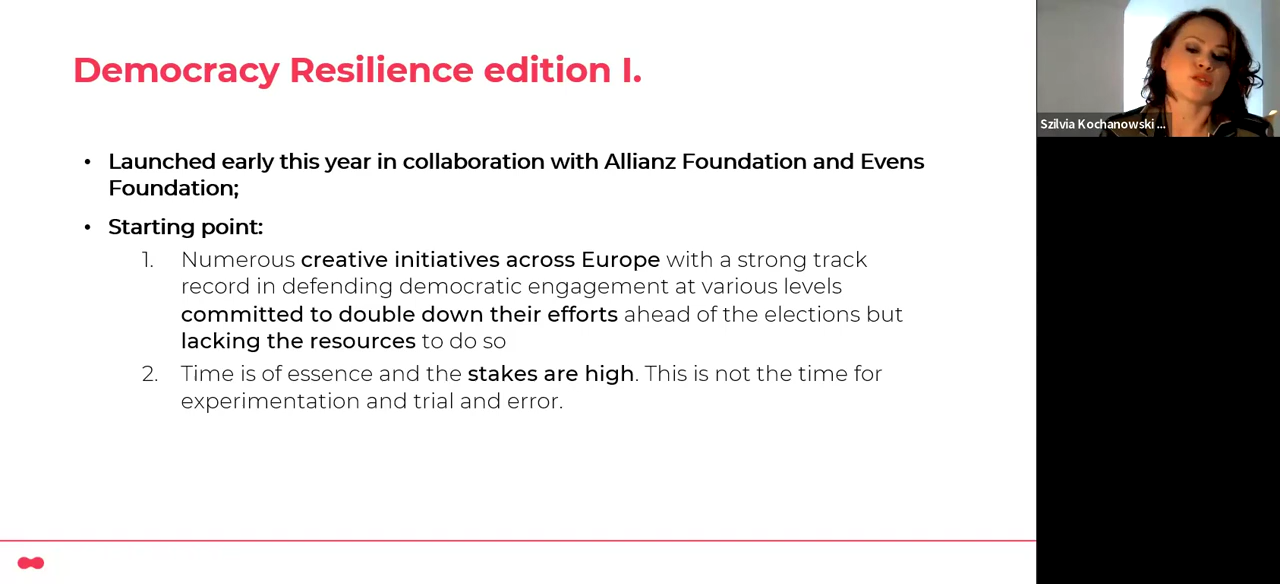 Democracy Resilience edition I.
• Launched early this year in collaboration with Allianz Foundation and Evens
Foundation;
• Starting point:
1. Numerous creative initiatives across Europe with a strong track
record in defending democratic engagement at various levels
committed to double down their efforts ahead of the elections but
lacking the resources to do so
2. Time is of essence and the stakes are high. This is not the time for
experimentation and trial and error.
Szilvia Kochanowski ...